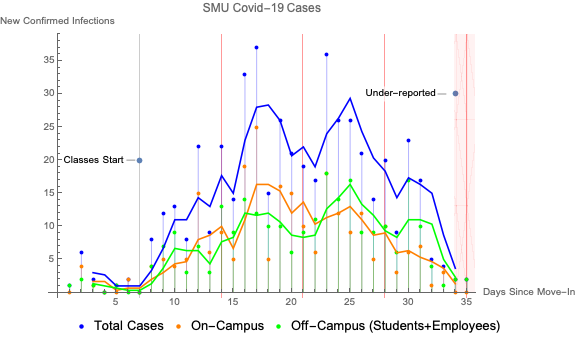 SMU Covid-19 Cases
New Confirmed Infections
35
30
Under-reported
25
20
Classes Start
15
10
5
5 10 15 20 25 30 35
Days Since Move-In
Total Cases On-Campus Off-Campus (Students+Employees)